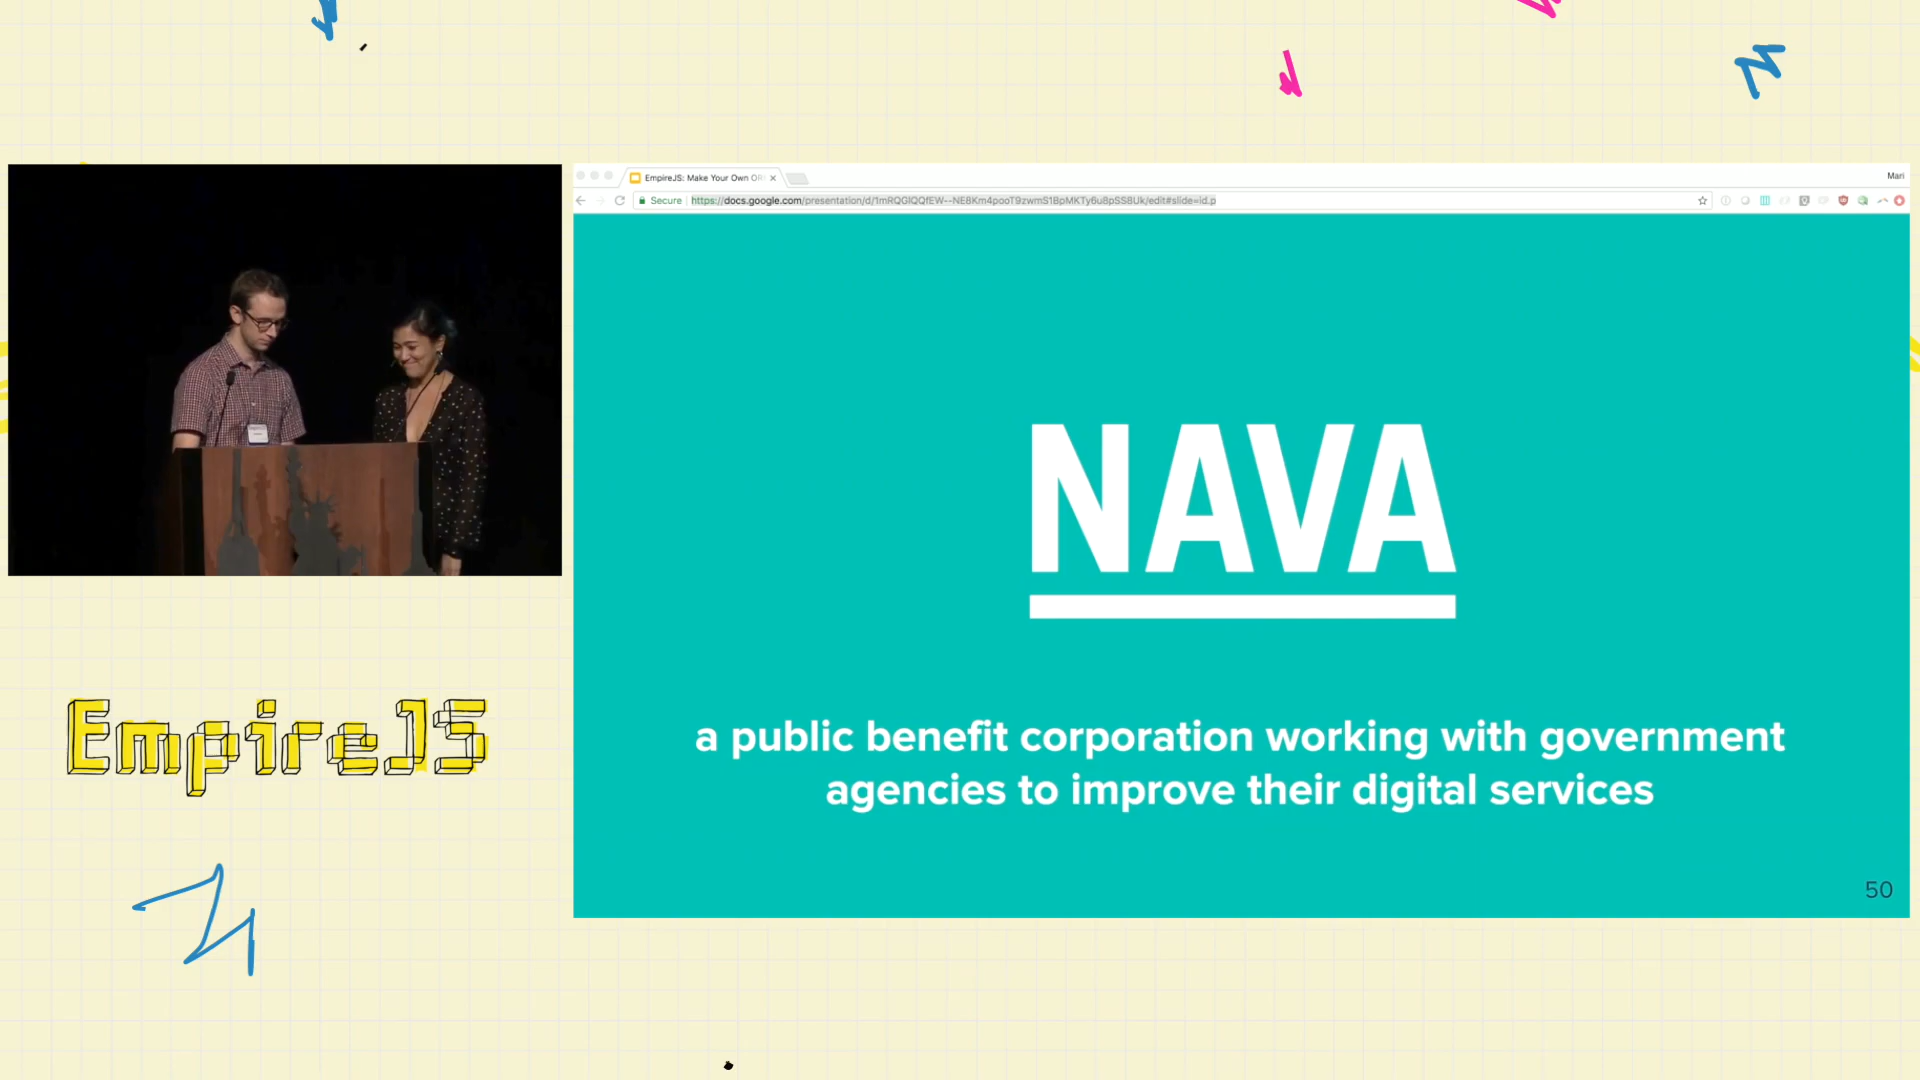 EmpireJS: Make Your Own OR
Mari
Secure
https://docs.google.com/presentation/d/1mRQGIQQfEW--NE8Km4pooT9zwmS1BpMKTy6u8pSS8Uk/edit#slide=id.p
NAVA
a public benefit corporation working with government
agencies to improve their digital services
50
EmpireJS